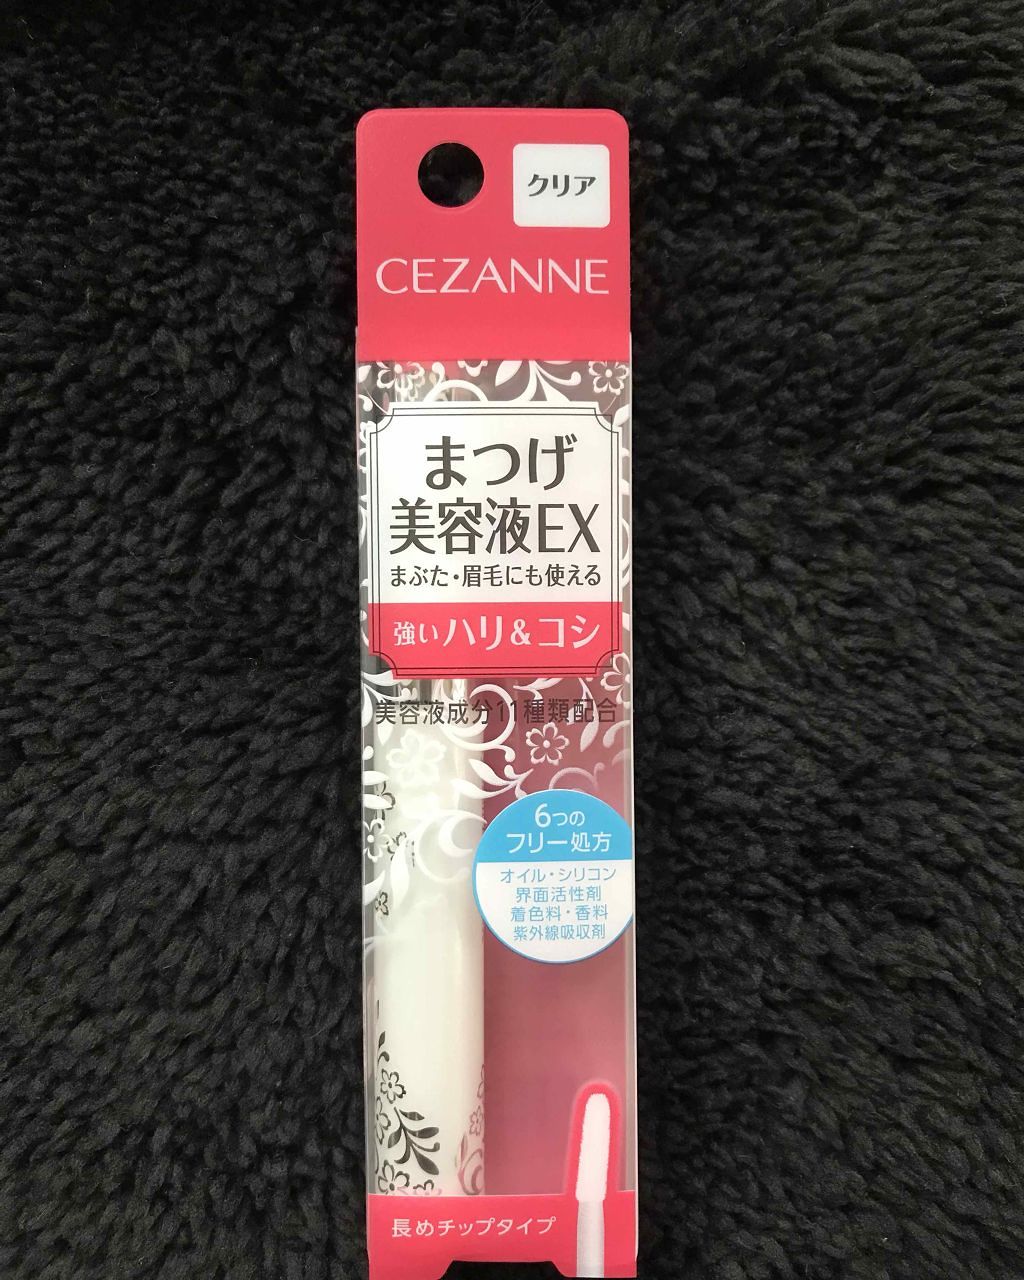 クリア
CEZANNE
まつげ
美容液EX
まぶた・眉毛にも使える
強いハリ&コシ
美容液成分11種類配合
6つの
フリー処方
オイル・シリコン
界面活性剤
着色料・香料
紫外線吸収剤
長めチップタイプ